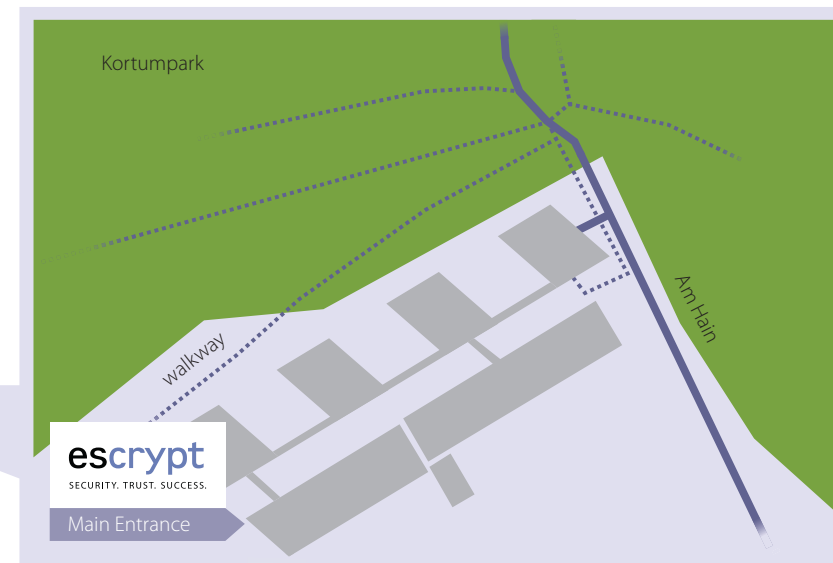 Kortumpark
Am Hain
walkway
escrypt
SECURITY. TRUST. SUCCESS.
Main Entrance